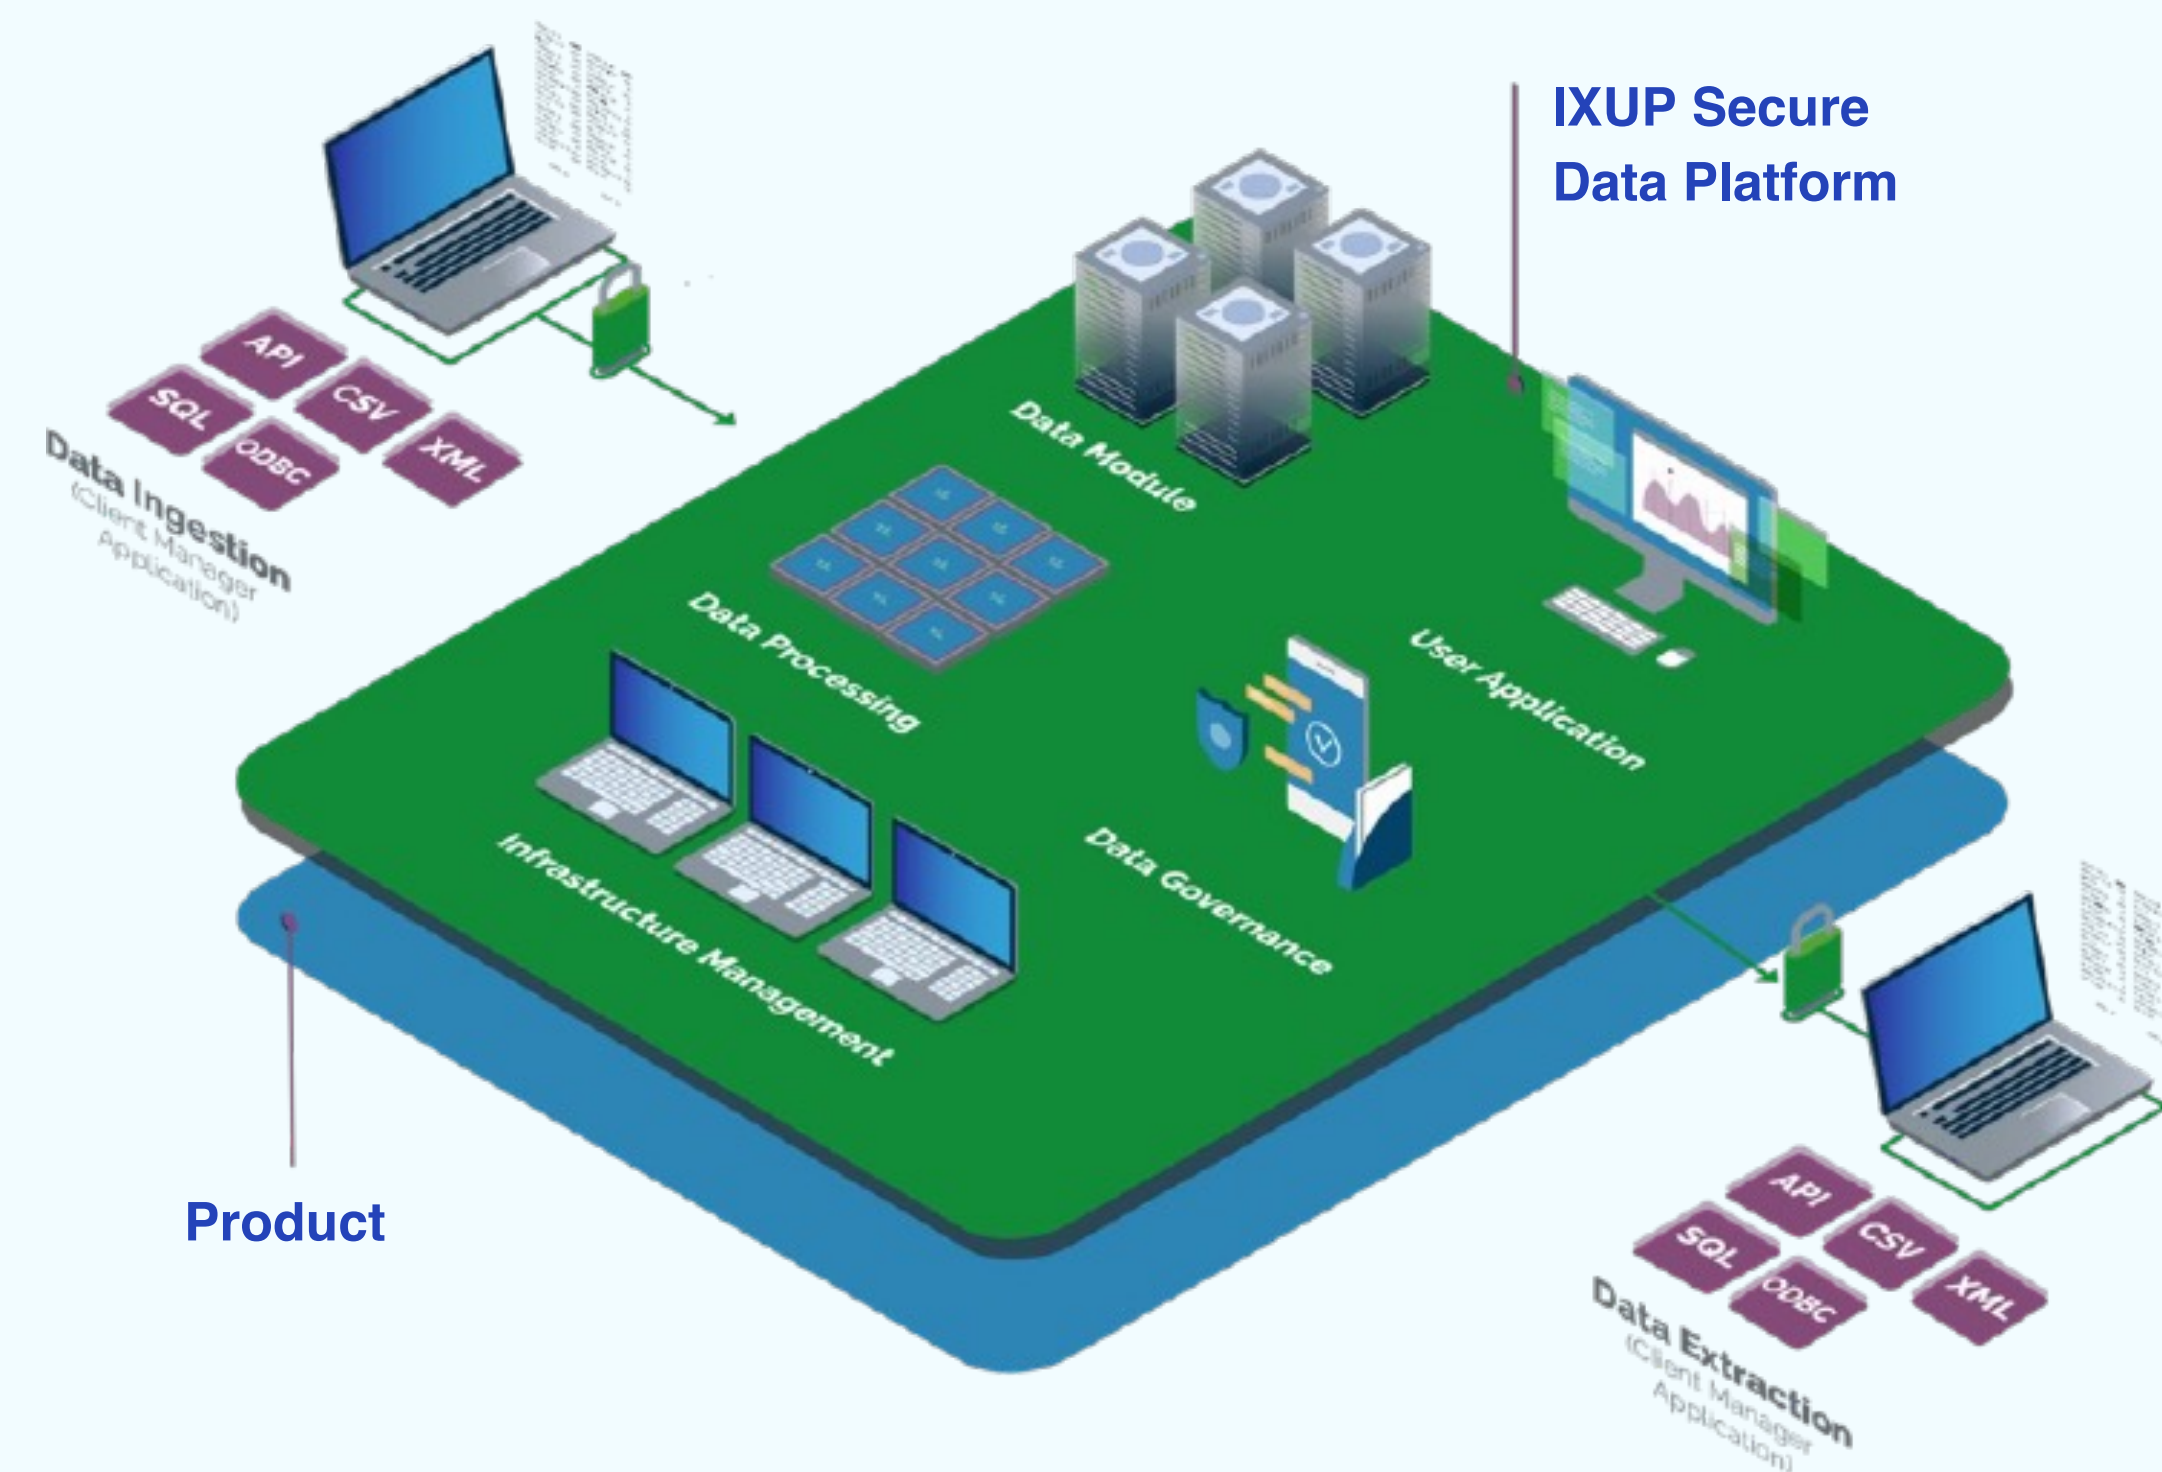 IXUP Secure
Data Platform
API
CSV
XML
SQL
ODBC
Data Ingestion
(Client Manager
Application)
Data Module
Data Processing
User Application
Infrastructure Management
Data Governance
Product
API
CSV
XML
SQL
ODBC
Data Extraction
(Client Manager
Application)